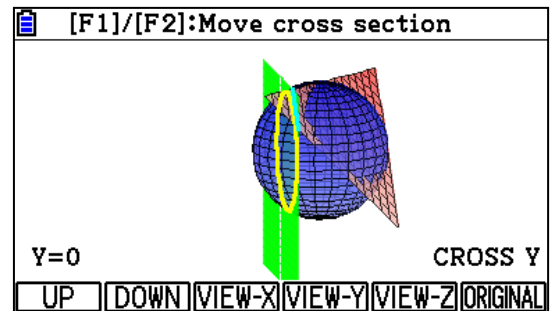 [F1]/[F2]:Move cross section
Y=0 CROSS Y
UP DOWN VIEW-X VIEW-Y VIEW-Z ORIGINAL